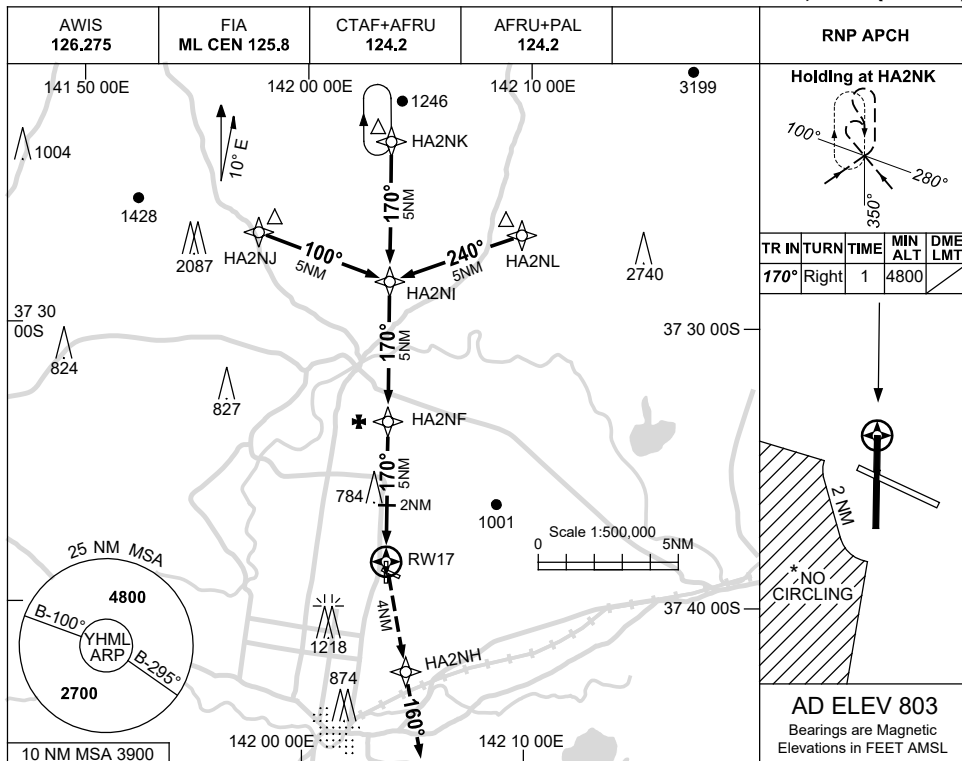 AWIS
126.275
FIA
ML CEN 125.8
CTAF+AFRU
124.2
AFRU+PAL
124.2
RNP APCH
141 50 00E
142 00 00E
142 10 00E
3199
1246
HA2NK
1004
10° E
1428
170°
5NM
2087
HA2NJ
100°
5NM
240°
5NM
HA2NL
2740
HA2NI
37 30
00S
37 30 00S
170°
5NM
824
827
HA2NF
170°
5NM
784
2NM
1001
Scale 1:500,000
0
5NM
RW17
25 NM MSA
4800
B-100°
YHML
ARP
B-295°
2700
4NM
37 40 00S
1218
HA2NH
874
160°
10 NM MSA 3900
142 00 00E
142 10 00E
Holding at HA2NK
100°
280°
350°
TR IN TURN TIME MIN ALT DME LMT
170° Right 1 4800
2 NM
*NO
CIRCLING
AD ELEV 803
Bearings are Magnetic
Elevations in FEET AMSL